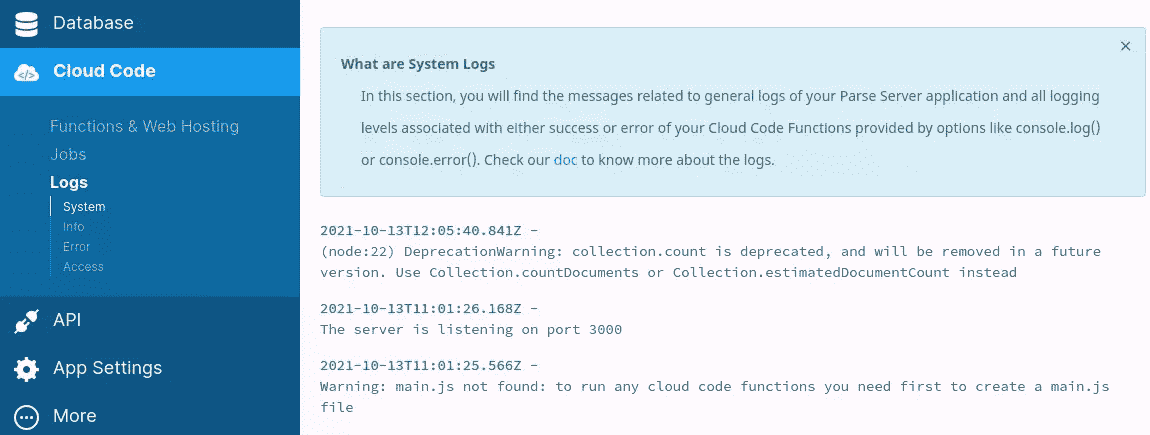 Database
Cloud Code
Functions & Web Hosting
Jobs
Logs
System
Info
Error
Access
API
App Settings
More
×
What are System Logs
In this section, you will find the messages related to general logs of your Parse Server application and all logging
levels associated with either success or error of your Cloud Code Functions provided by options like console.log()
or console.error(). Check our doc to know more about the logs.
2021-10-13T12:05:40.841Z -
(node:22) DeprecationWarning: collection.count is deprecated, and will be removed in a future
version. Use Collection.countDocuments or Collection.estimatedDocumentCount instead
2021-10-13T11:01:26.168Z -
The server is listening on port 3000
2021-10-13T11:01:25.566Z -
Warning: main.js not found: to run any cloud code functions you need first to create a main.js
file